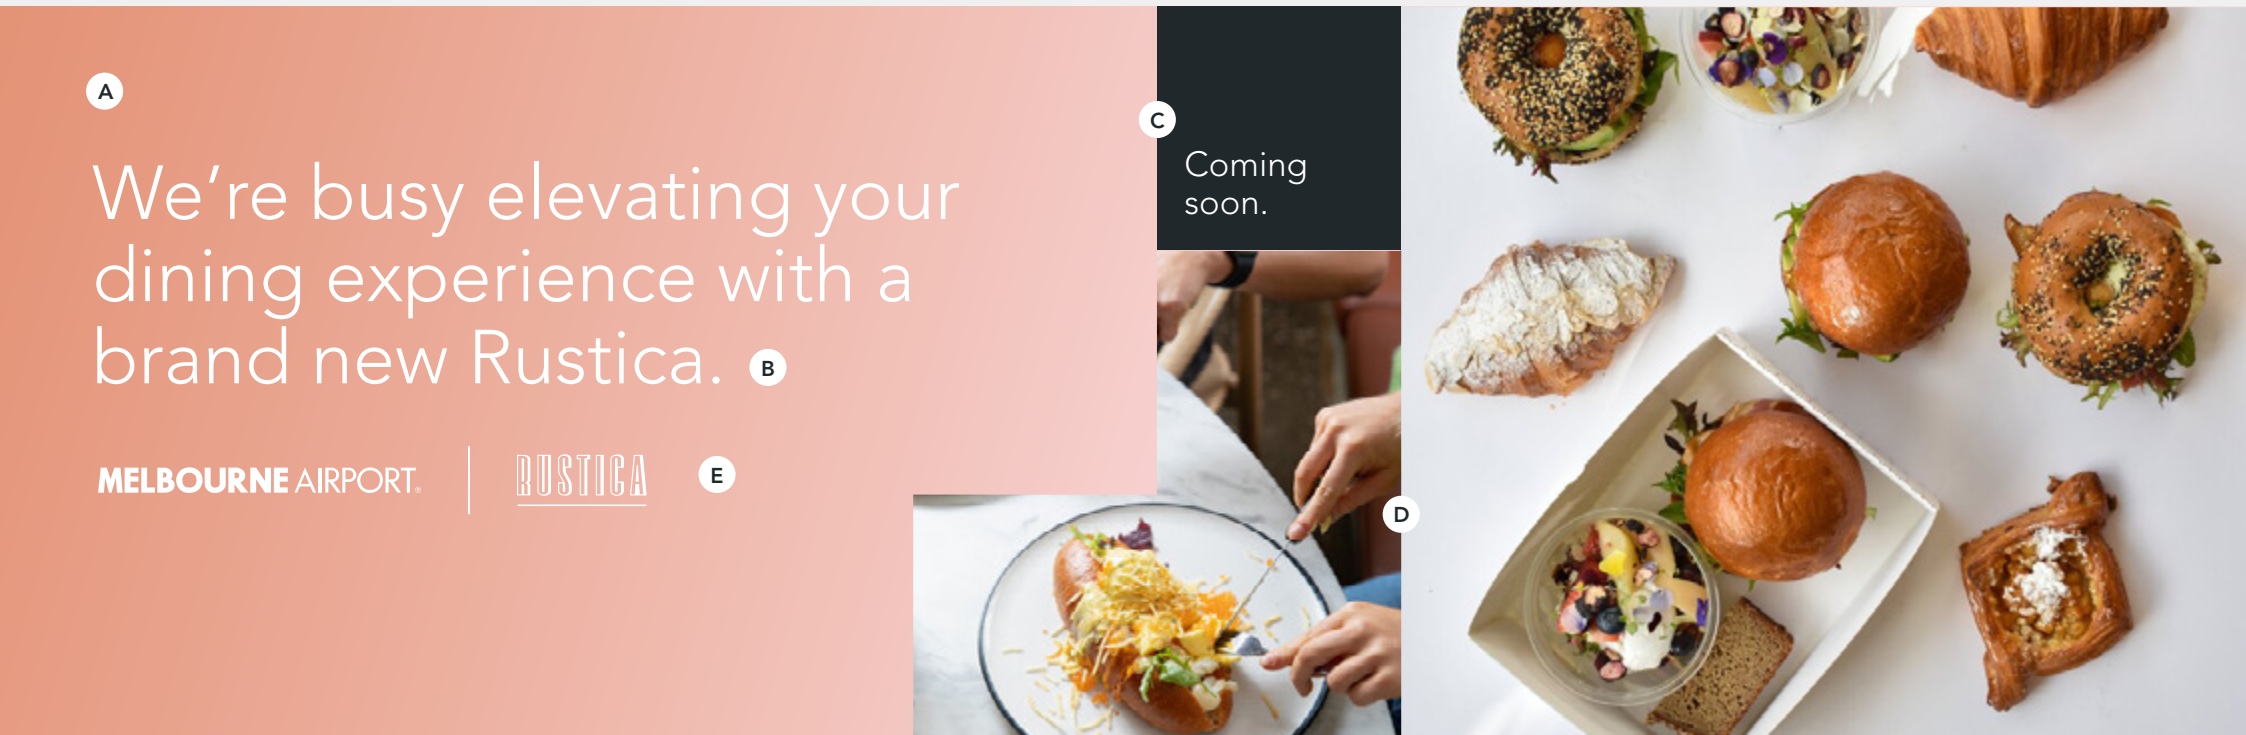 A
We’re busy elevating your
dining experience with a
brand new Rustica. B
MELBOURNE AIRPORT.
RUSTICA
E
C
Coming
soon.
D